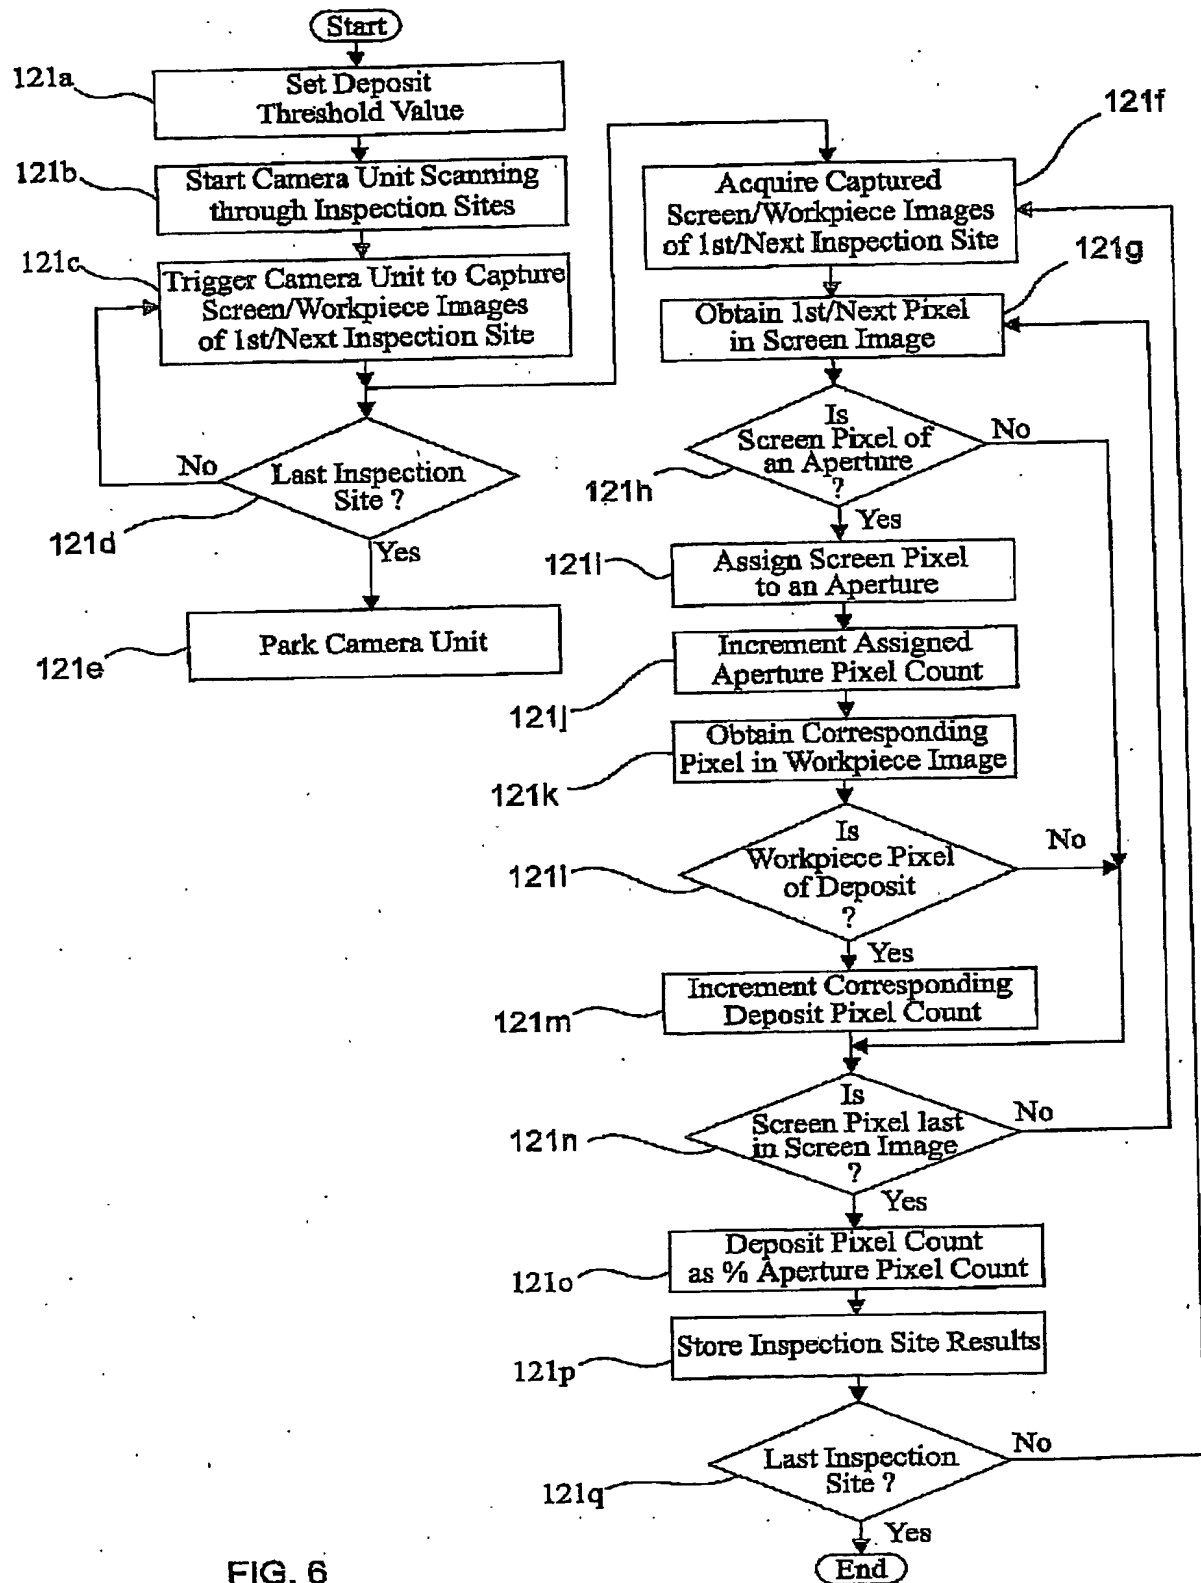 Start
121a
Set Deposit
Threshold Value
121b
Start Camera Unit Scanning
through Inspection Sites
121c
Trigger Camera Unit to Capture
Screen/Workpiece Images
of 1st/Next Inspection Site
No
Last Inspection
Site ?
121d
Yes
121e
Park Camera Unit
121f
Acquire Captured
Screen/Workpiece Images
of 1st/Next Inspection Site
121g
Obtain 1st/Next Pixel
in Screen Image
Is
Screen Pixel of
an Aperture
?
No
121h
Yes
121i
Assign Screen Pixel
to an Aperture
Increment Assigned
Aperture Pixel Count
121j
Obtain Corresponding
Pixel in Workpiece Image
121k
Is
Workpiece Pixel
of Deposit
?
No
121l
Yes
Increment Corresponding
Deposit Pixel Count
121m
Is
Screen Pixel last
in Screen Image
?
No
121n
Yes
Deposit Pixel Count
as % Aperture Pixel Count
121o
Store Inspection Site Results
121p
Last Inspection
Site ?
No
121q
Yes
End
FIG. 6